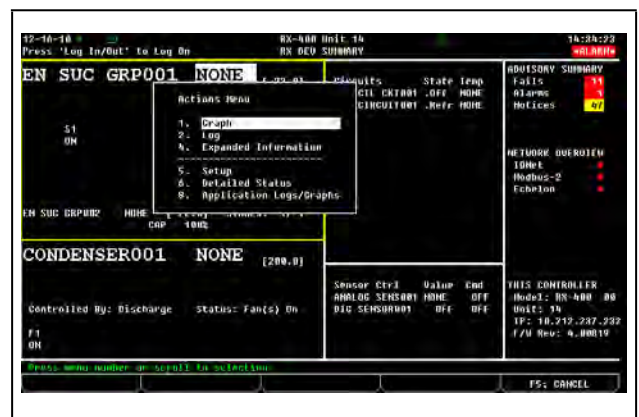 12-16-16
RX-400 Unit 14
14:24:23
Press 'Log In/Out' to Log On
RX DEV SUMMARY
*ALARM*
EN SUC GRP001 NONE
Circuits State Temp
CTL CKT001 .OFF NONE
CIRCUIT001 .Refr NONE
ADVISORY SUMMARY
Fails 11
Alarms
Notices 47
Actions Menu
1. Graph
2. Log
4. Expanded Information
5. Setup
6. Detailed Status
8. Application Logs/Graphs
S1
ON
NETWORK OVERVIEW
IONet
Modbus-2
Echelon
EN SUC GRP002 NONE
CAP 100%
CONDENSER001 NONE [200.0]
Controlled By: Discharge Status: Fan(s) On
F1
ON
Sensor Ctrl Value Cmd
ANALOG SENS001 NONE OFF
DIG SENSOR001 OFF OFF
THIS CONTROLLER
Model: RX-400 00
Unit: 14
IP: 10.212.237.232
F/W Rev: 4.00B19
Press menu number or scroll to selection
F5: CANCEL